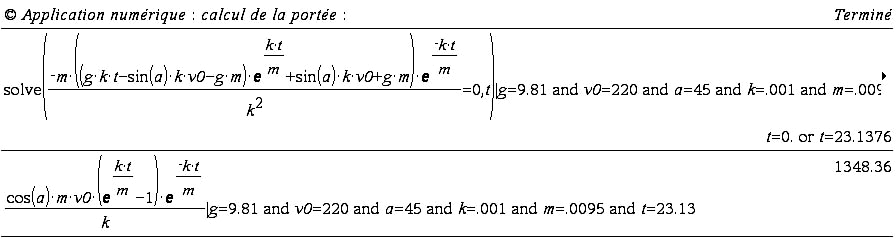 © Application numérique : calcul de la portée :
Terminé
solve(-m·((g·k·t-sin(a)·k·v0-g·m)·e^(k·t/m)+sin(a)·k·v0+g·m)·e^(-k·t/m)/k^2=0,t)|g=9.81 and v0=220 and a=45 and k=.001 and m=.009
t=0. or t=23.1376
cos(a)·m·v0·(e^(k·t/m)-1)·e^(-k·t/m)/k|g=9.81 and v0=220 and a=45 and k=.001 and m=.0095 and t=23.13
1348.36